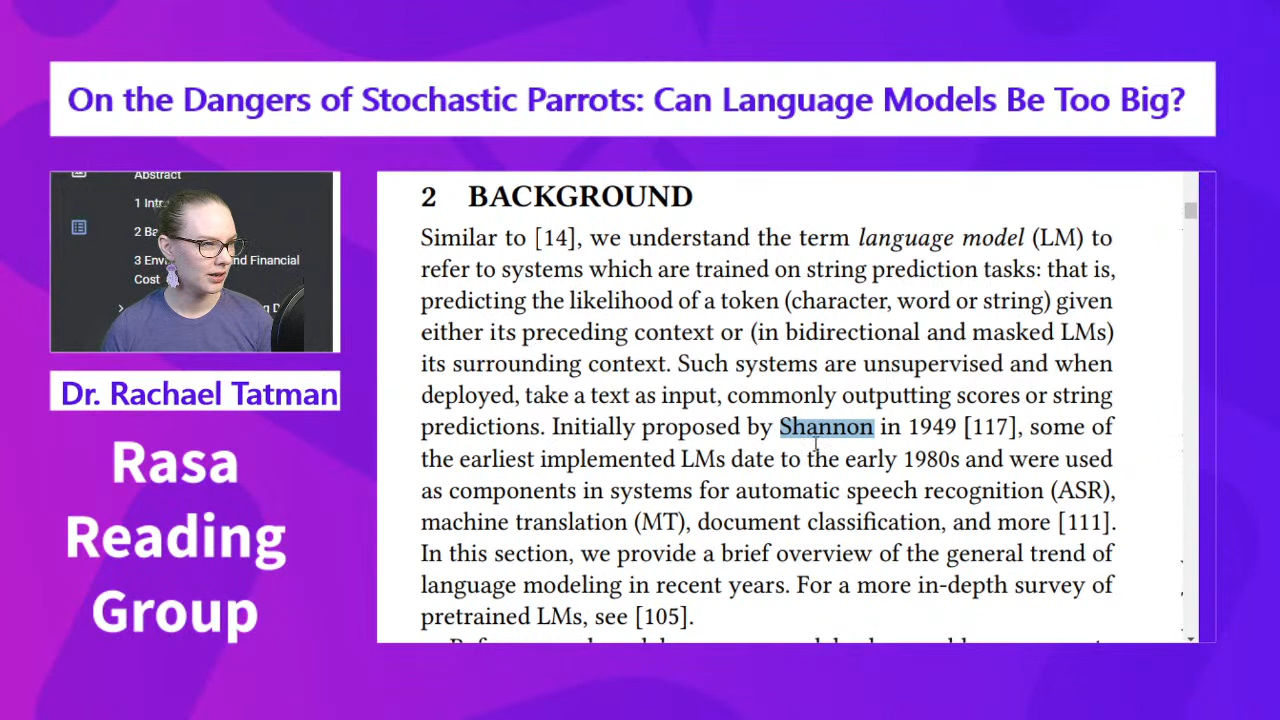 On the Dangers of Stochastic Parrots: Can Language Models Be Too Big?
Abstract
1 Intr
2 Ba
3 Env and Financial
Cost
g D
Dr. Rachael Tatman
Rasa
Reading
Group
2 BACKGROUND
Similar to [14], we understand the term language model (LM) to
refer to systems which are trained on string prediction tasks: that is,
predicting the likelihood of a token (character, word or string) given
either its preceding context or (in bidirectional and masked LMs)
its surrounding context. Such systems are unsupervised and when
deployed, take a text as input, commonly outputting scores or string
predictions. Initially proposed by Shannon in 1949 [117], some of
the earliest implemented LMs date to the early 1980s and were used
as components in systems for automatic speech recognition (ASR),
machine translation (MT), document classification, and more [111].
In this section, we provide a brief overview of the general trend of
language modeling in recent years. For a more in-depth survey of
pretrained LMs, see [105].